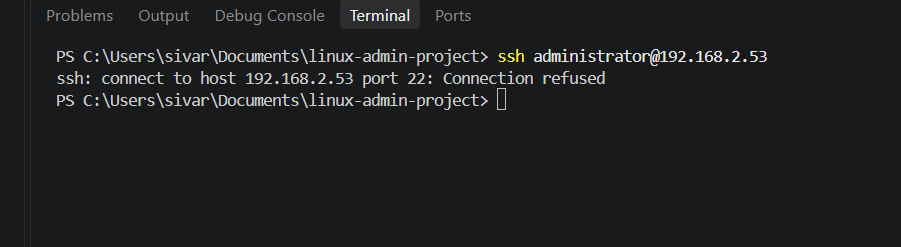 Problems Output Debug Console Terminal Ports
PS C:\Users\sivar\Documents\linux-admin-project> ssh administrator@192.168.2.53
ssh: connect to host 192.168.2.53 port 22: Connection refused
PS C:\Users\sivar\Documents\linux-admin-project>